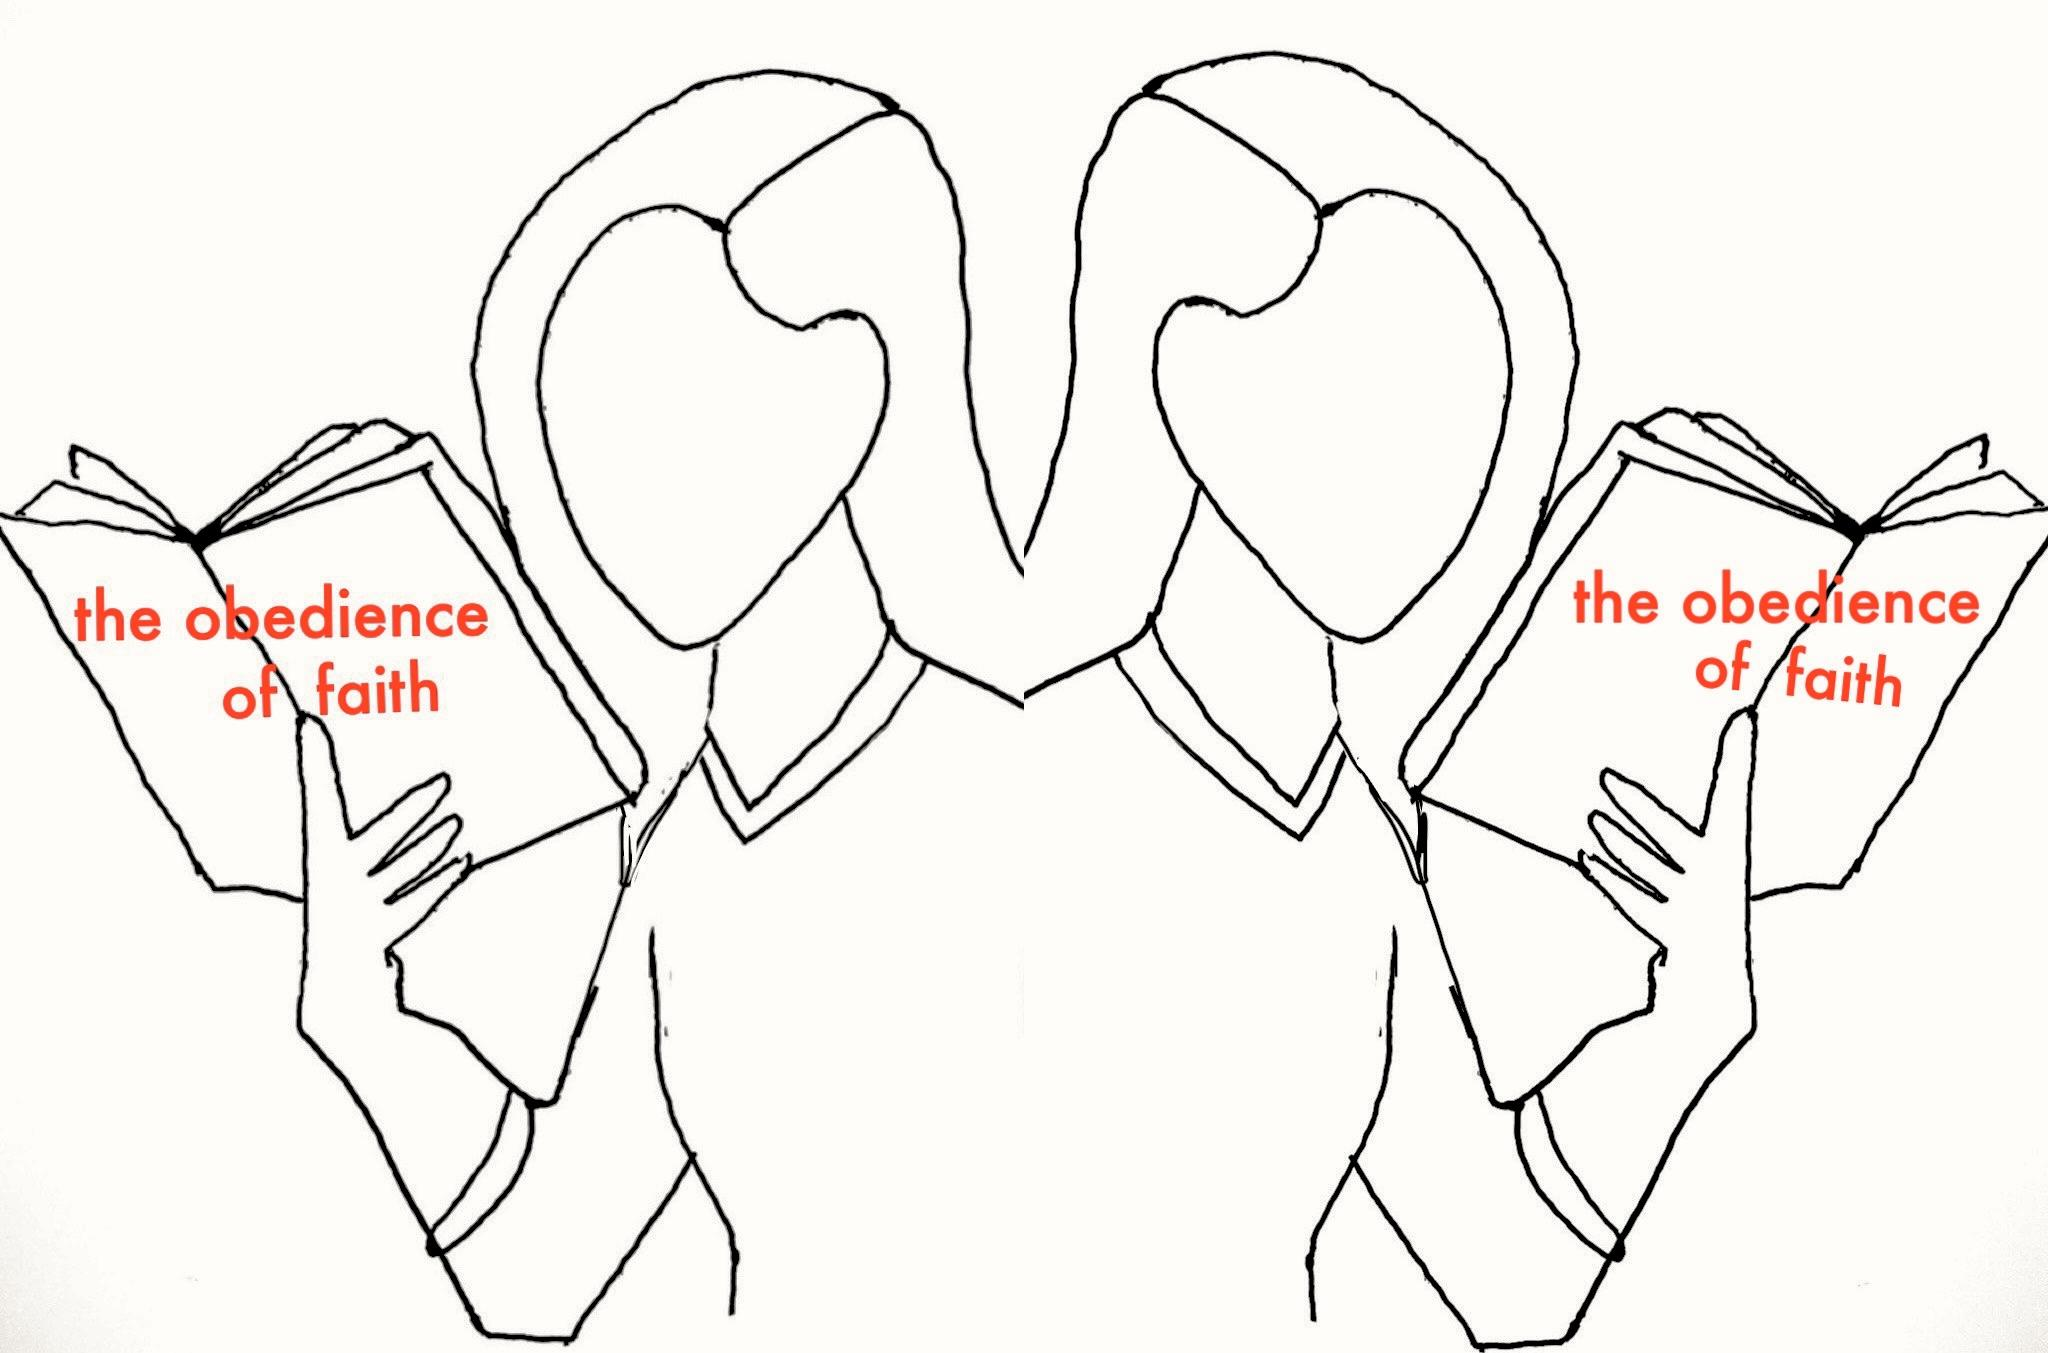 the obedience
of faith
the obedience
of faith